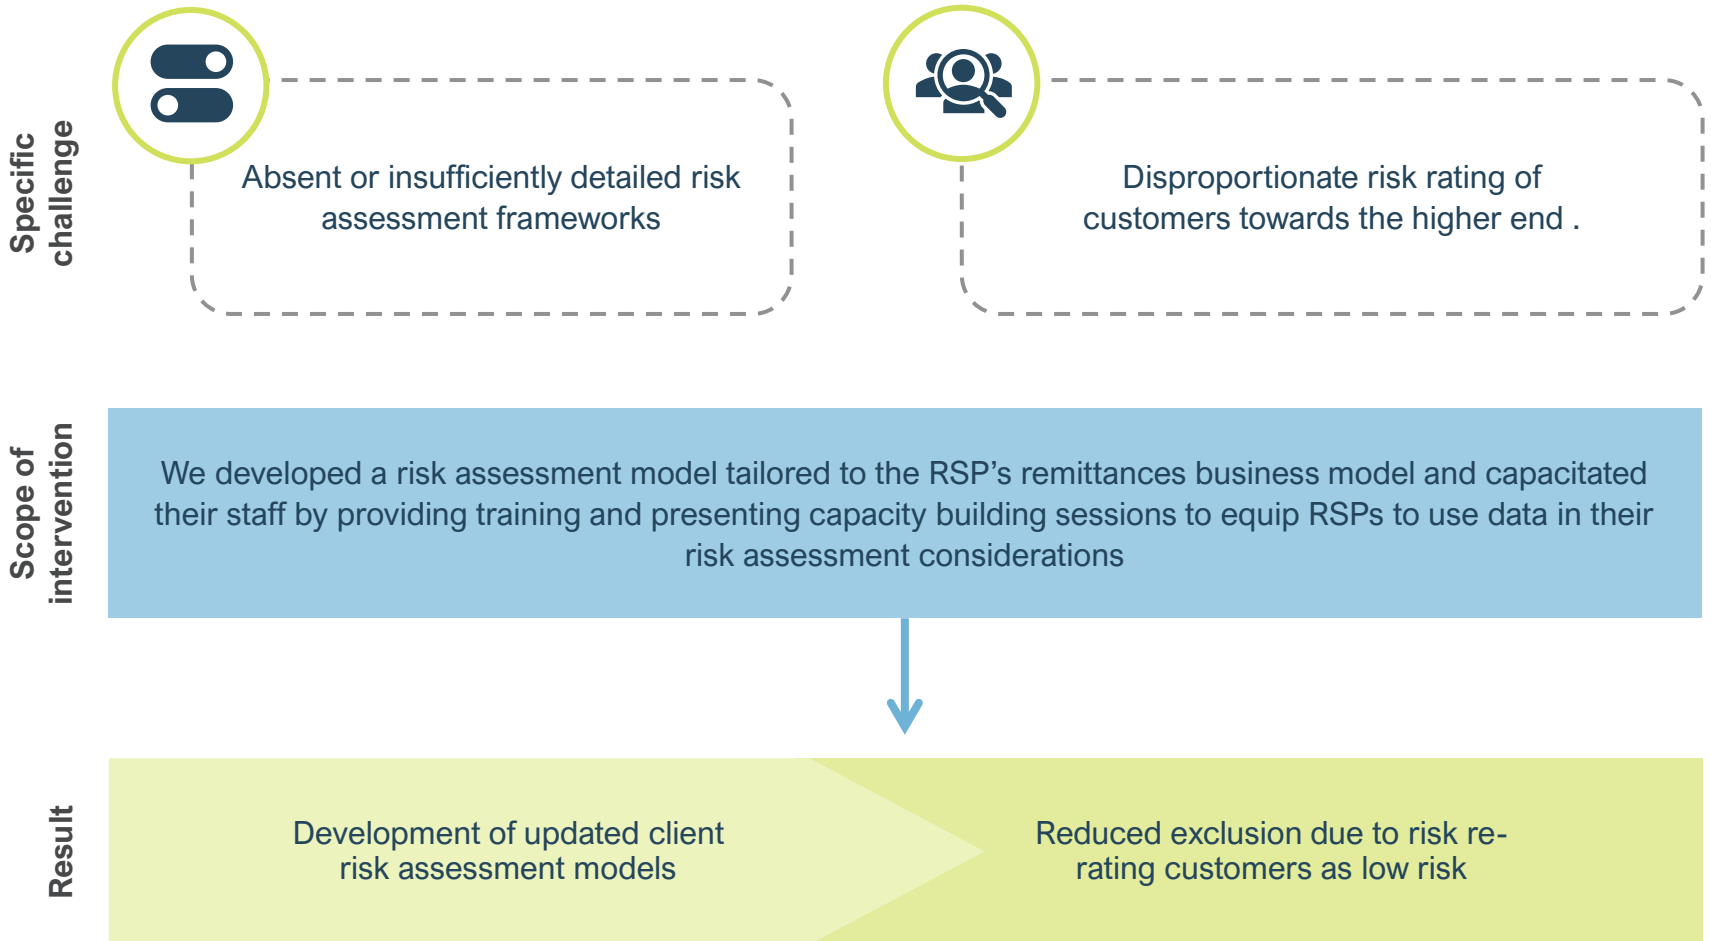 Specific
challenge
Absent or insufficiently detailed risk
assessment frameworks
Disproportionate risk rating of
customers towards the higher end .
Scope of
intervention
We developed a risk assessment model tailored to the RSP’s remittances business model and capacitated
their staff by providing training and presenting capacity building sessions to equip RSPs to use data in their
risk assessment considerations
Result
Development of updated client
risk assessment models
Reduced exclusion due to risk re-
rating customers as low risk